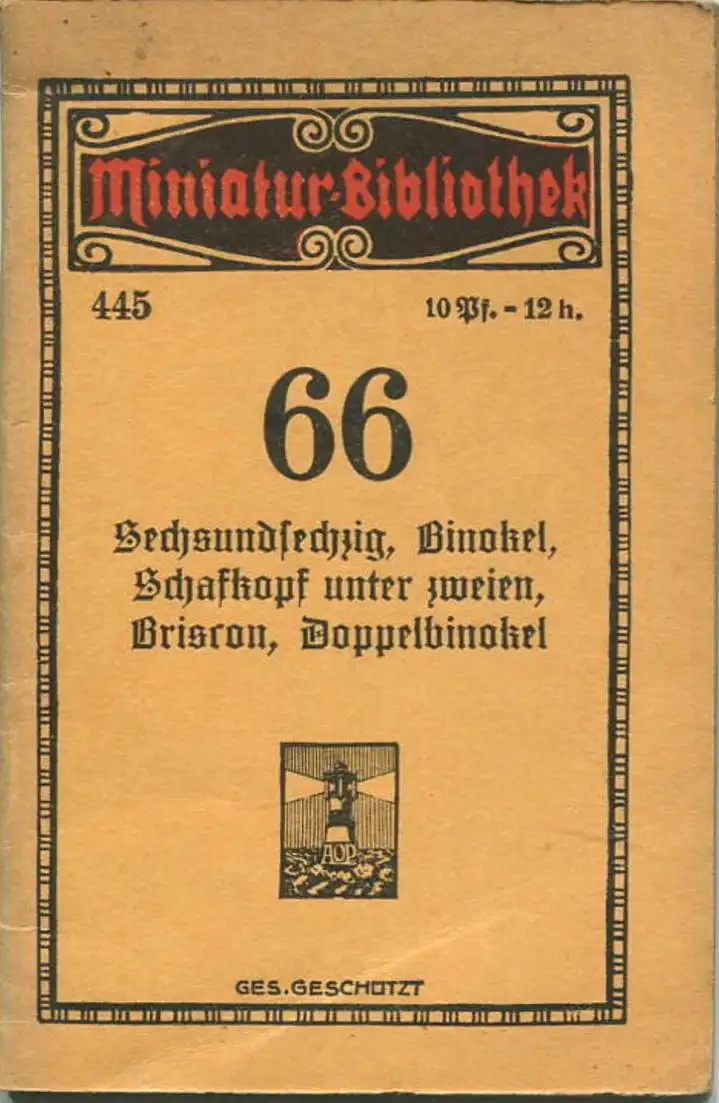 Miniatur-Bibliothek
445
10 Pf. - 12 h.
66
Sechsundsechzig, Binokel,
Schafkopf unter zweien,
Briscon, Doppelbinokel
AOP
GES. GESCHÜTZT